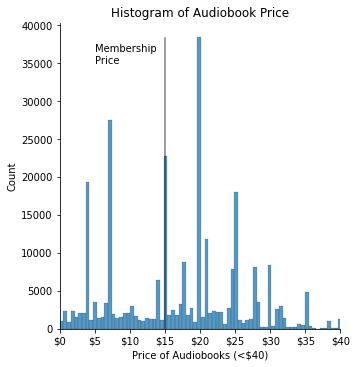 Histogram of Audiobook Price
40000
35000
30000
25000
20000
15000
10000
5000
0
Count
Membership
Price
$0 $5 $10 $15 $20 $25 $30 $35 $40
Price of Audiobooks (<$40)